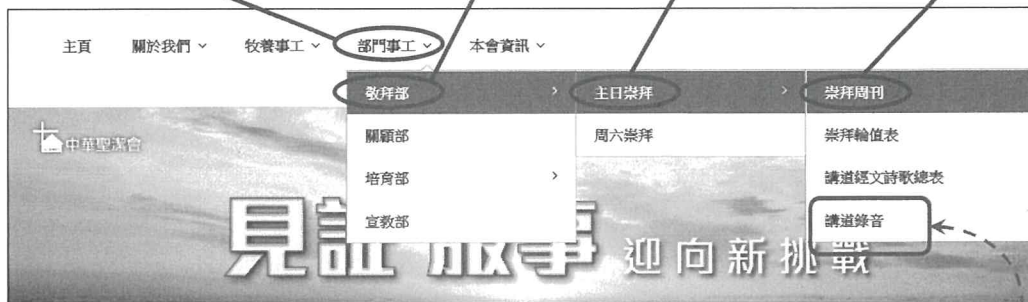 主頁 關於我們 牧養事工 部門事工 本會資訊
敬拜部 主日崇拜 崇拜周刊
關顧部 周六崇拜 崇拜輪值表
培育部 講道經文詩歌總表
宣教部 講道錄音
中華聖潔會
見証 事 迎向新挑戰